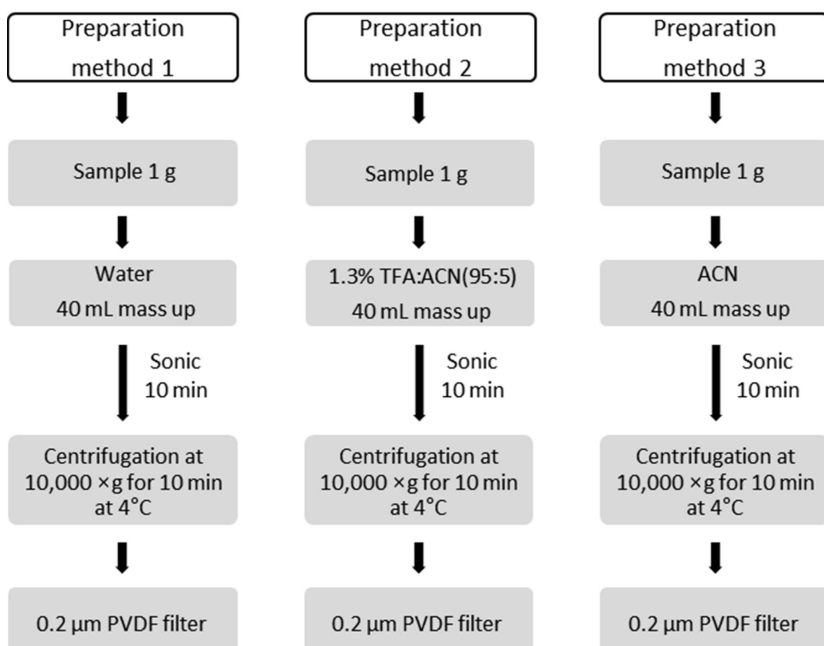 Preparation
method 1
Sample 1 g
Water
40 mL mass up
Sonic
10 min
Centrifugation at
10,000 ×g for 10 min
at 4°C
0.2 μm PVDF filter
Preparation
method 2
Sample 1 g
1.3% TFA:ACN(95:5)
40 mL mass up
Sonic
10 min
Centrifugation at
10,000 ×g for 10 min
at 4°C
0.2 μm PVDF filter
Preparation
method 3
Sample 1 g
ACN
40 mL mass up
Sonic
10 min
Centrifugation at
10,000 ×g for 10 min
at 4°C
0.2 μm PVDF filter